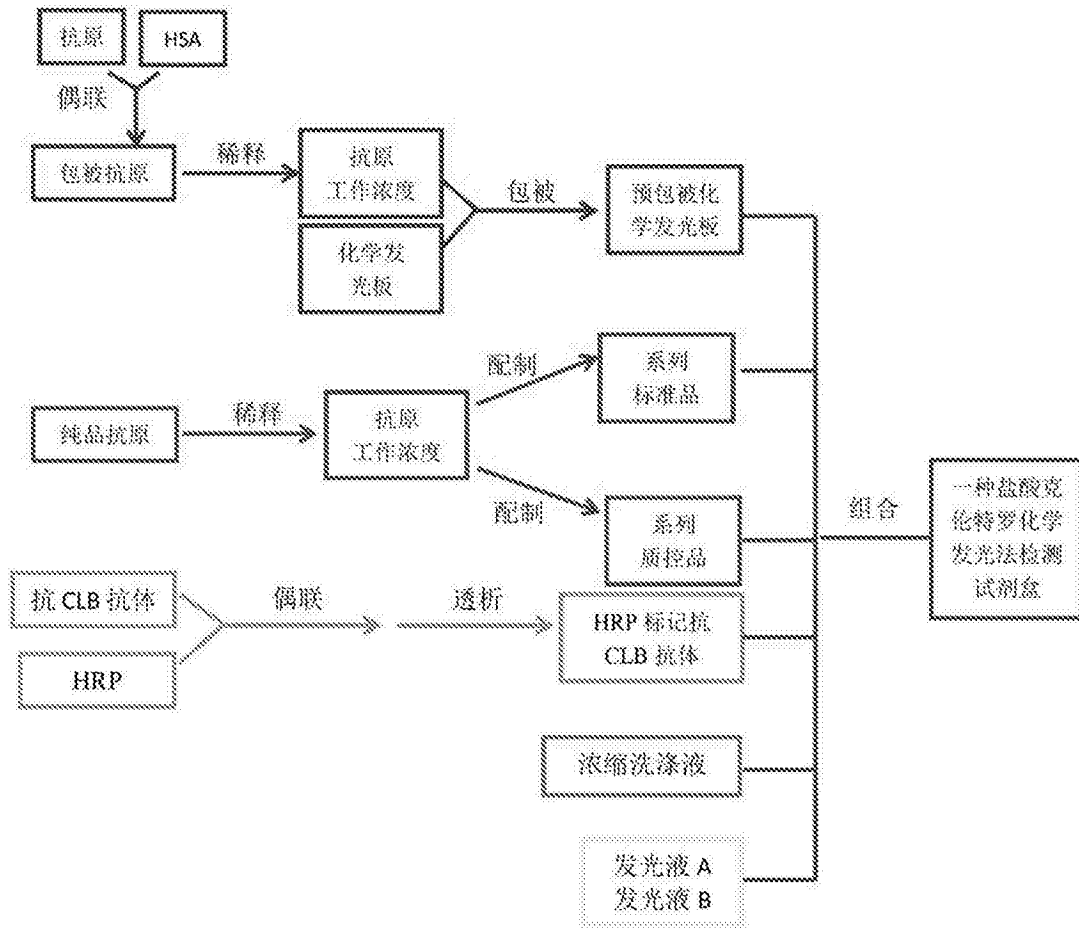 抗原
HSA
偶联
包被抗原
稀释
抗原
工作浓度
化学发
光板
包被
预包被化
学发光板
纯品抗原
稀释
抗原
工作浓度
配制
系列
标准品
配制
系列
质控品
抗 CLB 抗体
HRP
偶联
透析
HRP 标记抗
CLB 抗体
浓缩洗涤液
发光液 A
发光液 B
组合
一种盐酸克
伦特罗化学
发光法检测
试剂盒